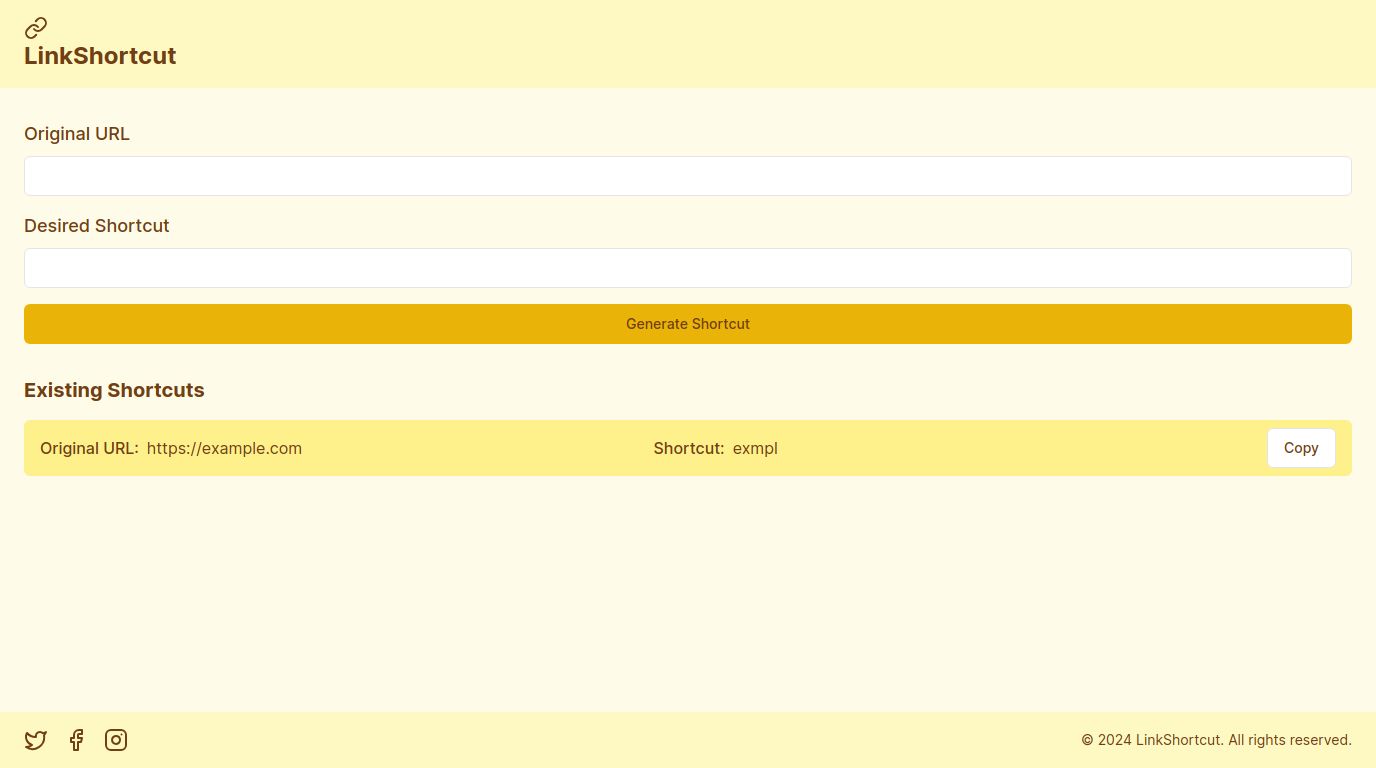 LinkShortcut
Original URL
Desired Shortcut
Generate Shortcut
Existing Shortcuts
Original URL: https://example.com Shortcut: exmpl Copy
© 2024 LinkShortcut. All rights reserved.